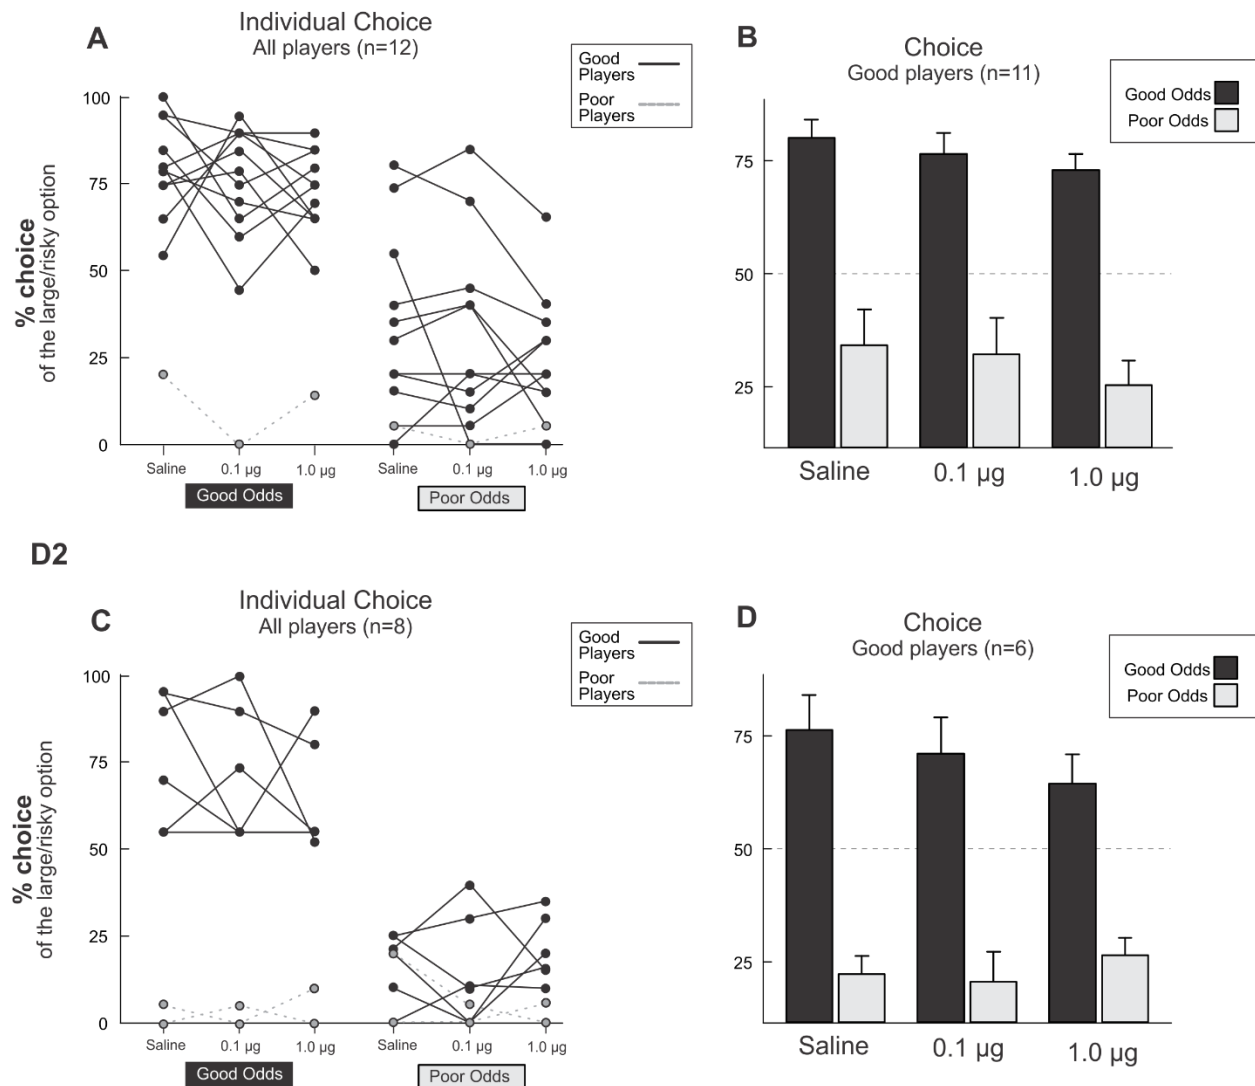 A
Individual Choice
All players (n=12)
Good
Players
Poor
Players
% choice
of the large/risky option
100
75
50
25
0
Saline
0.1 µg
1.0 µg
Saline
0.1 µg
1.0 µg
Good Odds
Poor Odds
B
Choice
Good players (n=11)
Good Odds
Poor Odds
75
50
25
Saline
0.1 µg
1.0 µg
D2
C
Individual Choice
All players (n=8)
Good
Players
Poor
Players
% choice
of the large/risky option
100
75
50
25
0
Saline
0.1 µg
1.0 µg
Saline
0.1 µg
1.0 µg
Good Odds
Poor Odds
D
Choice
Good players (n=6)
Good Odds
Poor Odds
75
50
25
Saline
0.1 µg
1.0 µg